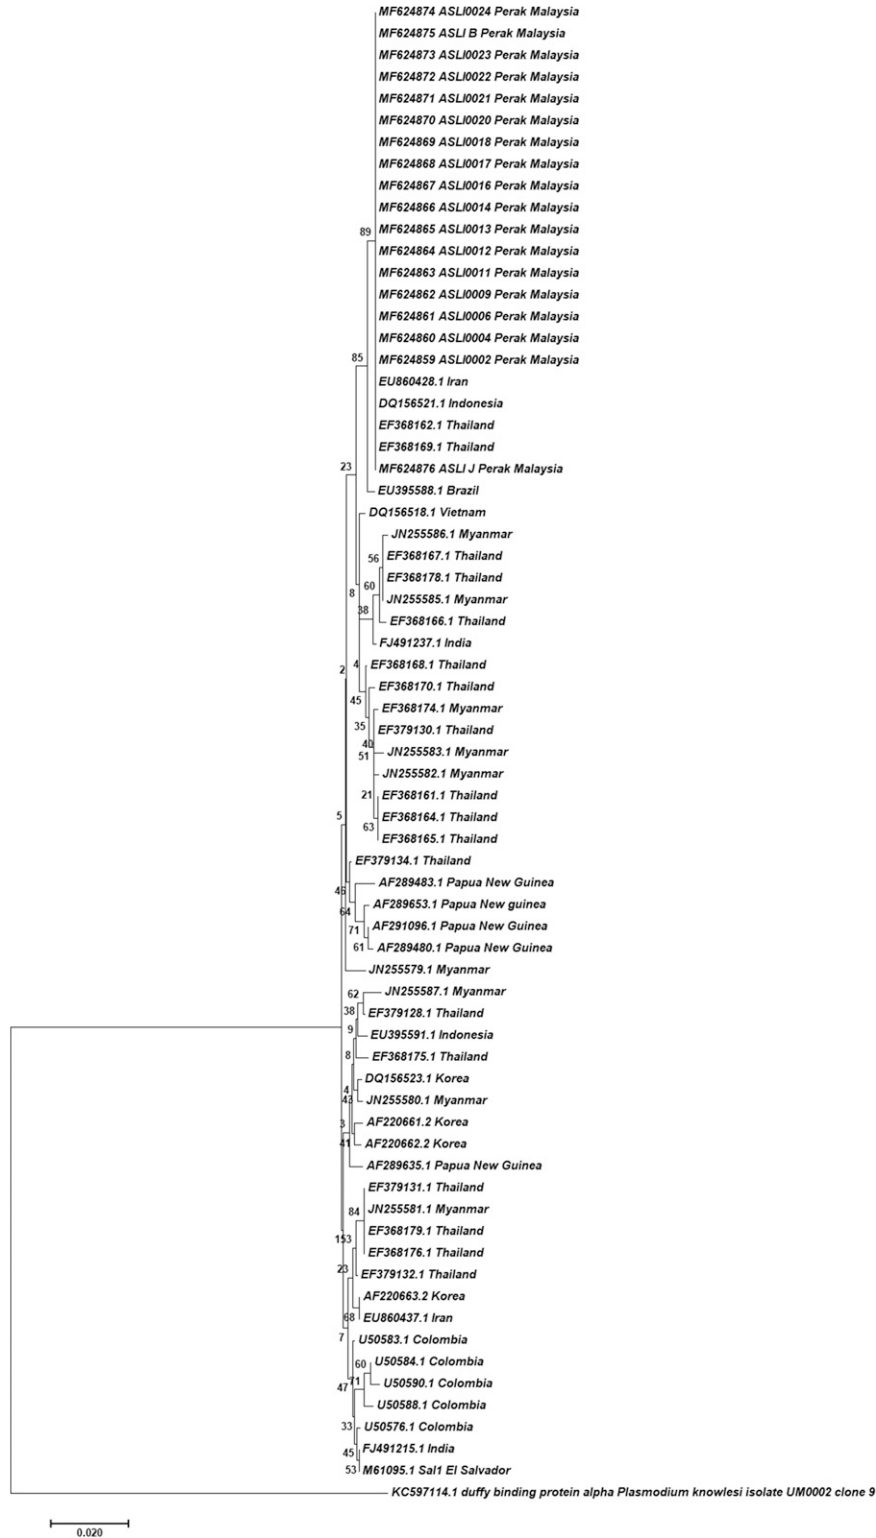 MF624874 ASLI0024 Perak Malaysia
MF624875 ASLI B Perak Malaysia
MF624873 ASLI0023 Perak Malaysia
MF624872 ASLI0022 Perak Malaysia
MF624871 ASLI0021 Perak Malaysia
MF624870 ASLI0020 Perak Malaysia
MF624869 ASLI0018 Perak Malaysia
MF624868 ASLI0017 Perak Malaysia
MF624867 ASLI0016 Perak Malaysia
MF624866 ASLI0014 Perak Malaysia
89 MF624865 ASLI0013 Perak Malaysia
MF624864 ASLI0012 Perak Malaysia
MF624863 ASLI0011 Perak Malaysia
MF624862 ASLI0009 Perak Malaysia
MF624861 ASLI0006 Perak Malaysia
MF624860 ASLI0004 Perak Malaysia
85 MF624859 ASLI0002 Perak Malaysia
EU860428.1 Iran
DQ156521.1 Indonesia
EF368162.1 Thailand
EF368169.1 Thailand
23 MF624876 ASLI J Perak Malaysia
EU395588.1 Brazil
DQ156518.1 Vietnam
JN255586.1 Myanmar
56 EF368167.1 Thailand
60 EF368178.1 Thailand
8 JN255585.1 Myanmar
38 EF368166.1 Thailand
FJ491237.1 India
2 4 EF368168.1 Thailand
EF368170.1 Thailand
45 EF368174.1 Myanmar
35 EF379130.1 Thailand
40
51 JN255583.1 Myanmar
JN255582.1 Myanmar
21 EF368161.1 Thailand
5 EF368164.1 Thailand
63 EF368165.1 Thailand
EF379134.1 Thailand
46 AF289483.1 Papua New Guinea
64 AF289653.1 Papua New guinea
71 AF291096.1 Papua New Guinea
61 AF289480.1 Papua New Guinea
JN255579.1 Myanmar
62 JN255587.1 Myanmar
38 EF379128.1 Thailand
9 EU395591.1 Indonesia
8 EF368175.1 Thailand
DQ156523.1 Korea
4
43 JN255580.1 Myanmar
3 AF220661.2 Korea
41 AF220662.2 Korea
AF289635.1 Papua New Guinea
EF379131.1 Thailand
84 JN255581.1 Myanmar
EF368179.1 Thailand
153 EF368176.1 Thailand
23 EF379132.1 Thailand
AF220663.2 Korea
68 EU860437.1 Iran
7 U50583.1 Colombia
60 U50584.1 Colombia
47 71 U50590.1 Colombia
U50588.1 Colombia
33 U50576.1 Colombia
45 FJ491215.1 India
53 M61095.1 Sal1 El Salvador
KC597114.1 duffy binding protein alpha Plasmodium knowlesi isolate UM0002 clone 9
0.020